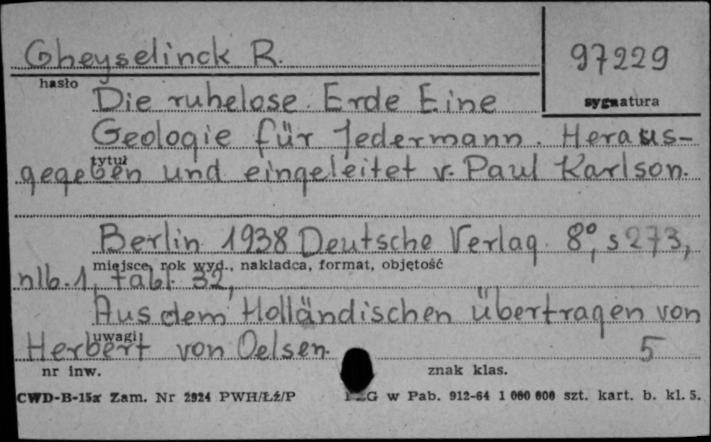 Gheyselinck R.
97229
hasło
sygnatura
Die ruhelose Erde Eine
Geologie für Jedermann. Heraus-
tytuł
gegeben und eingeleitet v. Paul Karlson.
Berlin 1938 Deutsche Verlag 8°, s 273,
miejsce, rok wyd., nakładca, format, objętość
nlb. 1, tabl. 32,
Aus dem Holländischen übertragen von
uwagi
Herbert von Oelsen.
5
nr inw.
znak klas.
CWD-B-15a Zam. Nr 2924 PWH/Łż/P
G w Pab. 912-64 1 000 000 szt. kart. b. kl. 5.